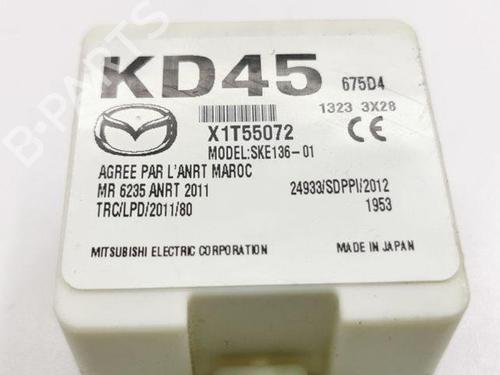 KD45 675D4
1323 3X28
X1T55072
MODEL:SKE136-01
CE
AGREE PAR L'ANRT MAROC
MR 6235 ANRT 2011 24933/SDPPI/2012
TRC/LPD/2011/80 1953
MITSUBISHI ELECTRIC CORPORATION MADE IN JAPAN
B-PARTS